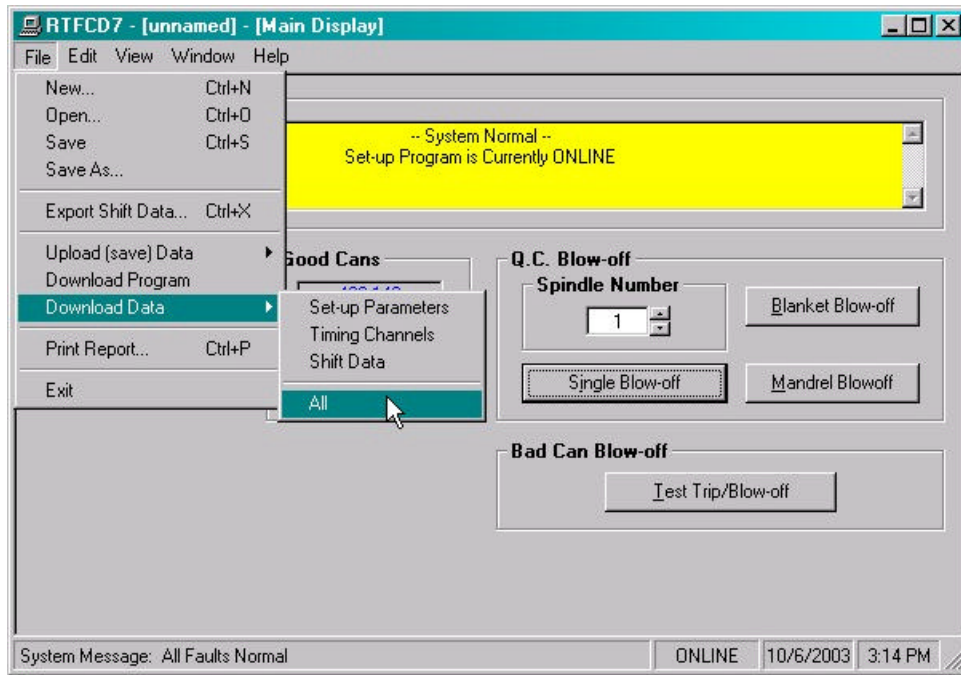 RTFCD7 - [unnamed] - [Main Display]
File Edit View Window Help
New... Ctrl+N
Open... Ctrl+O
Save Ctrl+S
Save As...
Export Shift Data... Ctrl+X
Upload (save) Data
Download Program
Download Data
Print Report... Ctrl+P
Exit
Set-up Parameters
Timing Channels
Shift Data
All
-- System Normal --
Set-up Program is Currently ONLINE
Good Cans
Q.C. Blow-off
Spindle Number
1
Blanket Blow-off
Single Blow-off
Mandrel Blowoff
Bad Can Blow-off
Test Trip/Blow-off
System Message: All Faults Normal
ONLINE
10/6/2003
3:14 PM